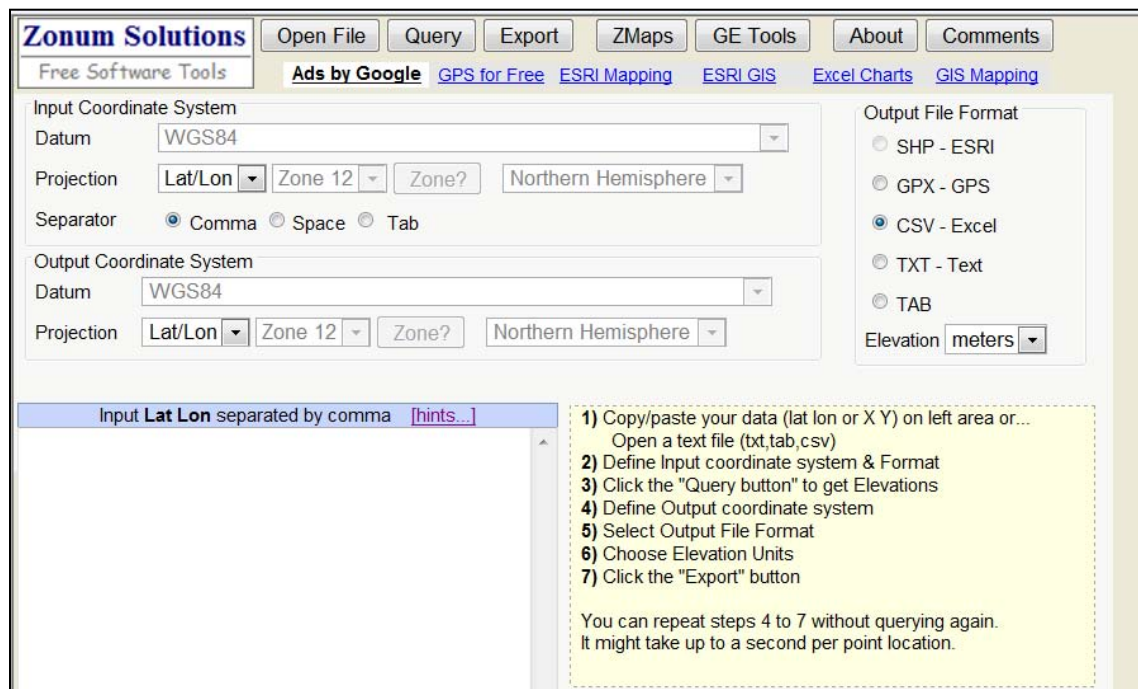 Zonum Solutions
Free Software Tools
Open File Query Export ZMaps GE Tools About Comments
Ads by Google GPS for Free ESRI Mapping ESRI GIS Excel Charts GIS Mapping
Input Coordinate System
Datum WGS84
Projection Lat/Lon Zone 12 Zone? Northern Hemisphere
Separator Comma Space Tab
Output Coordinate System
Datum WGS84
Projection Lat/Lon Zone 12 Zone? Northern Hemisphere
Output File Format
SHP - ESRI
GPX - GPS
CSV - Excel
TXT - Text
TAB
Elevation meters
Input Lat Lon separated by comma [hints...]
1) Copy/paste your data (lat lon or X Y) on left area or...
Open a text file (txt,tab,csv)
2) Define Input coordinate system & Format
3) Click the "Query button" to get Elevations
4) Define Output coordinate system
5) Select Output File Format
6) Choose Elevation Units
7) Click the "Export" button
You can repeat steps 4 to 7 without querying again.
It might take up to a second per point location.